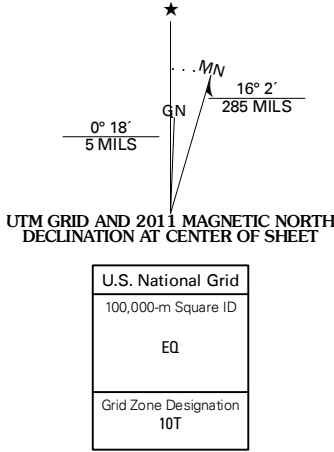 ★
MN
GN
16° 2´
285 MILS
0° 18´
5 MILS
UTM GRID AND 2011 MAGNETIC NORTH
DECLINATION AT CENTER OF SHEET
U.S. National Grid
100,000-m Square ID
EQ
Grid Zone Designation
10T